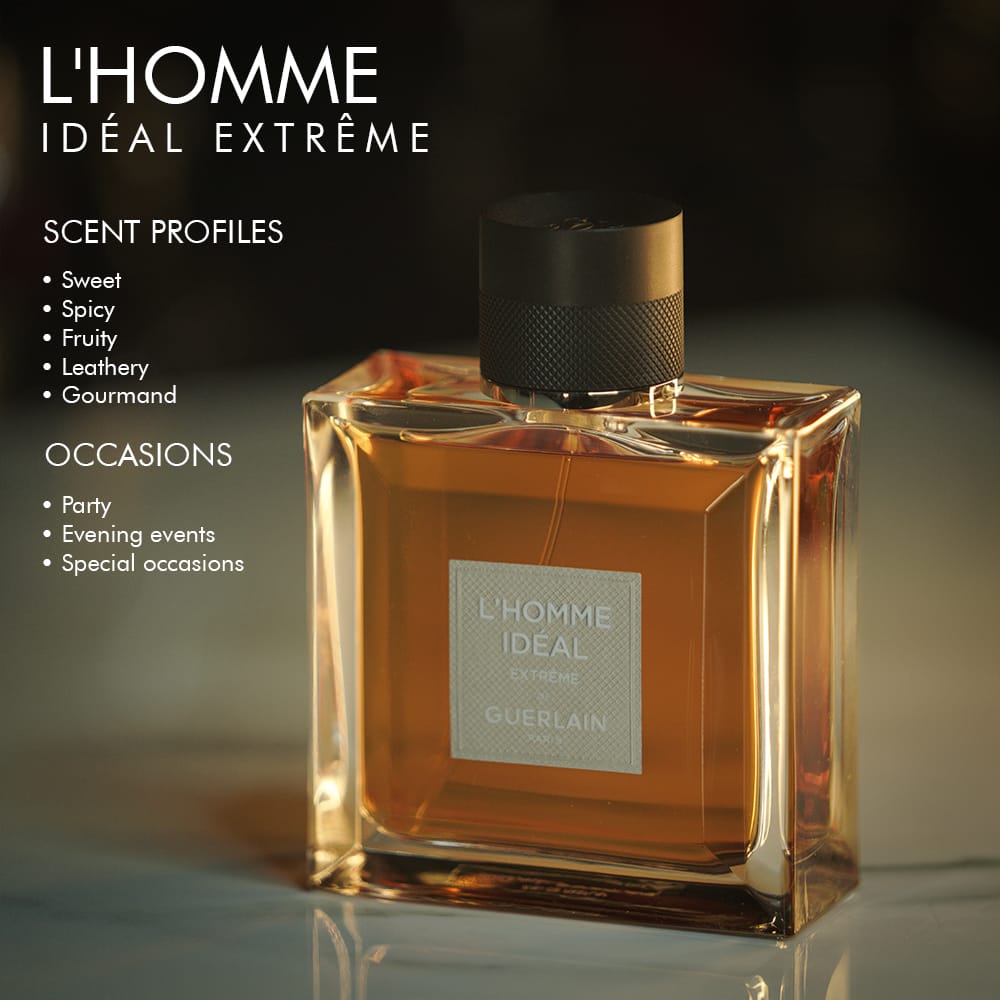 L'HOMME
IDÉAL EXTRÊME
SCENT PROFILES
• Sweet
• Spicy
• Fruity
• Leathery
• Gourmand
OCCASIONS
• Party
• Evening events
• Special occasions
L'HOMME
IDÉAL
EXTRÊME
de
GUERLAIN
PARIS